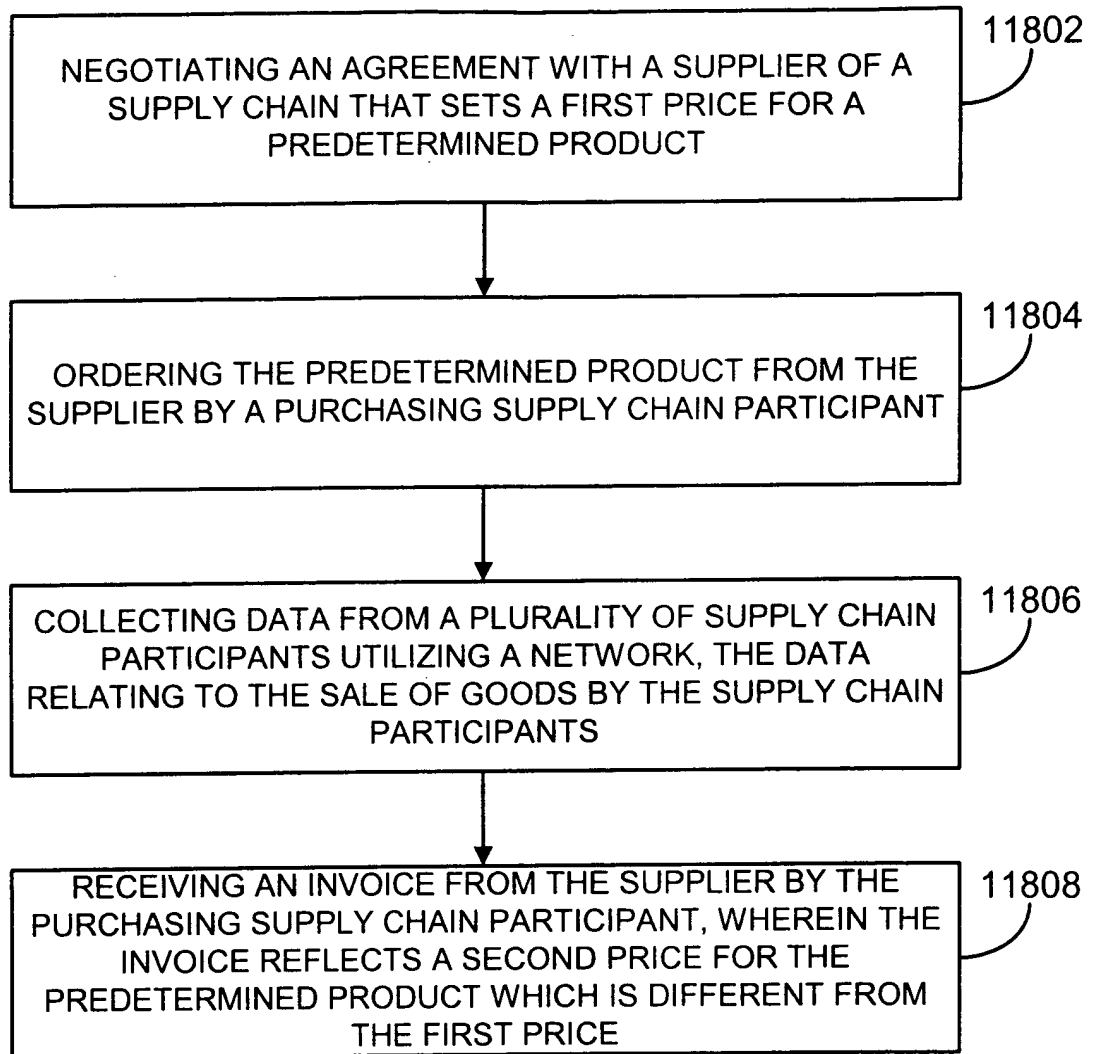 11802
NEGOTIATING AN AGREEMENT WITH A SUPPLIER OF A
SUPPLY CHAIN THAT SETS A FIRST PRICE FOR A
PREDETERMINED PRODUCT
11804
ORDERING THE PREDETERMINED PRODUCT FROM THE
SUPPLIER BY A PURCHASING SUPPLY CHAIN PARTICIPANT
11806
COLLECTING DATA FROM A PLURALITY OF SUPPLY CHAIN
PARTICIPANTS UTILIZING A NETWORK, THE DATA
RELATING TO THE SALE OF GOODS BY THE SUPPLY CHAIN
PARTICIPANTS
11808
RECEIVING AN INVOICE FROM THE SUPPLIER BY THE
PURCHASING SUPPLY CHAIN PARTICIPANT, WHEREIN THE
INVOICE REFLECTS A SECOND PRICE FOR THE
PREDETERMINED PRODUCT WHICH IS DIFFERENT FROM
THE FIRST PRICE